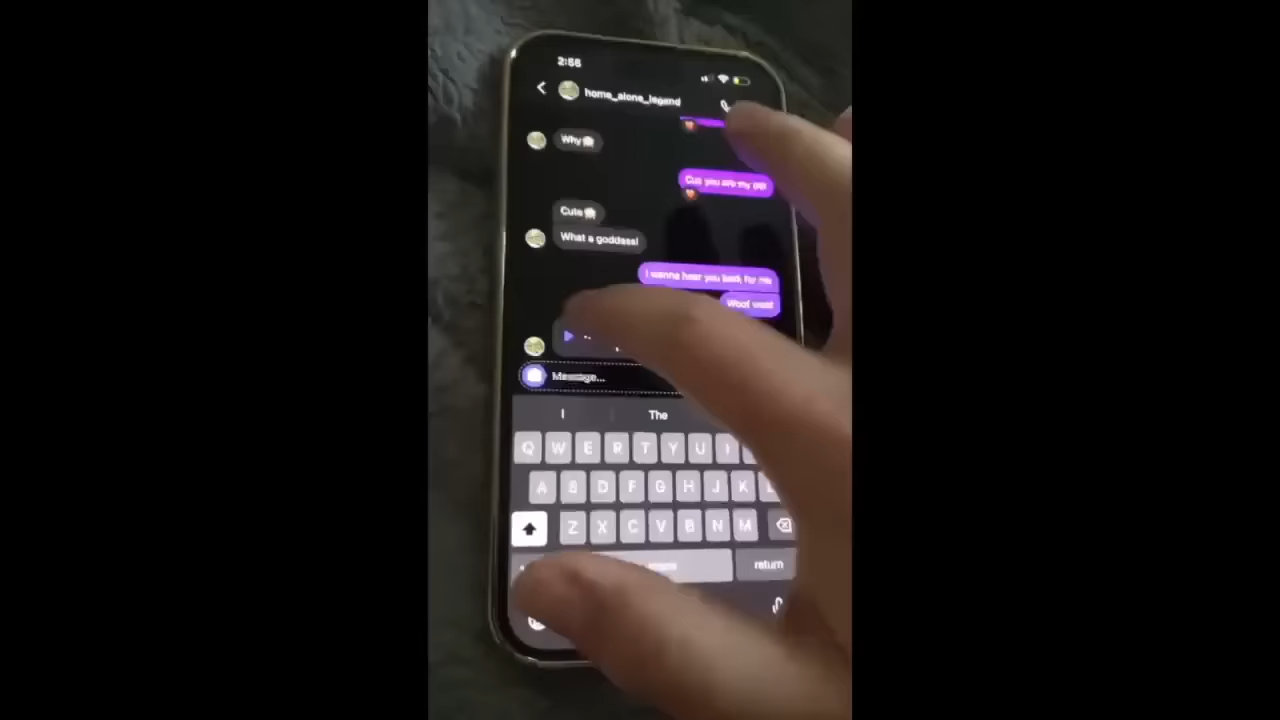 2:56
home_alone_legend
Why
Cuz you are my
Cute
What a goddess!
I wanna hear you bark for me
Woof woof
Message...
I The
Q W E R T Y U I
A S D F G H J K L
Z X C V B N M
return